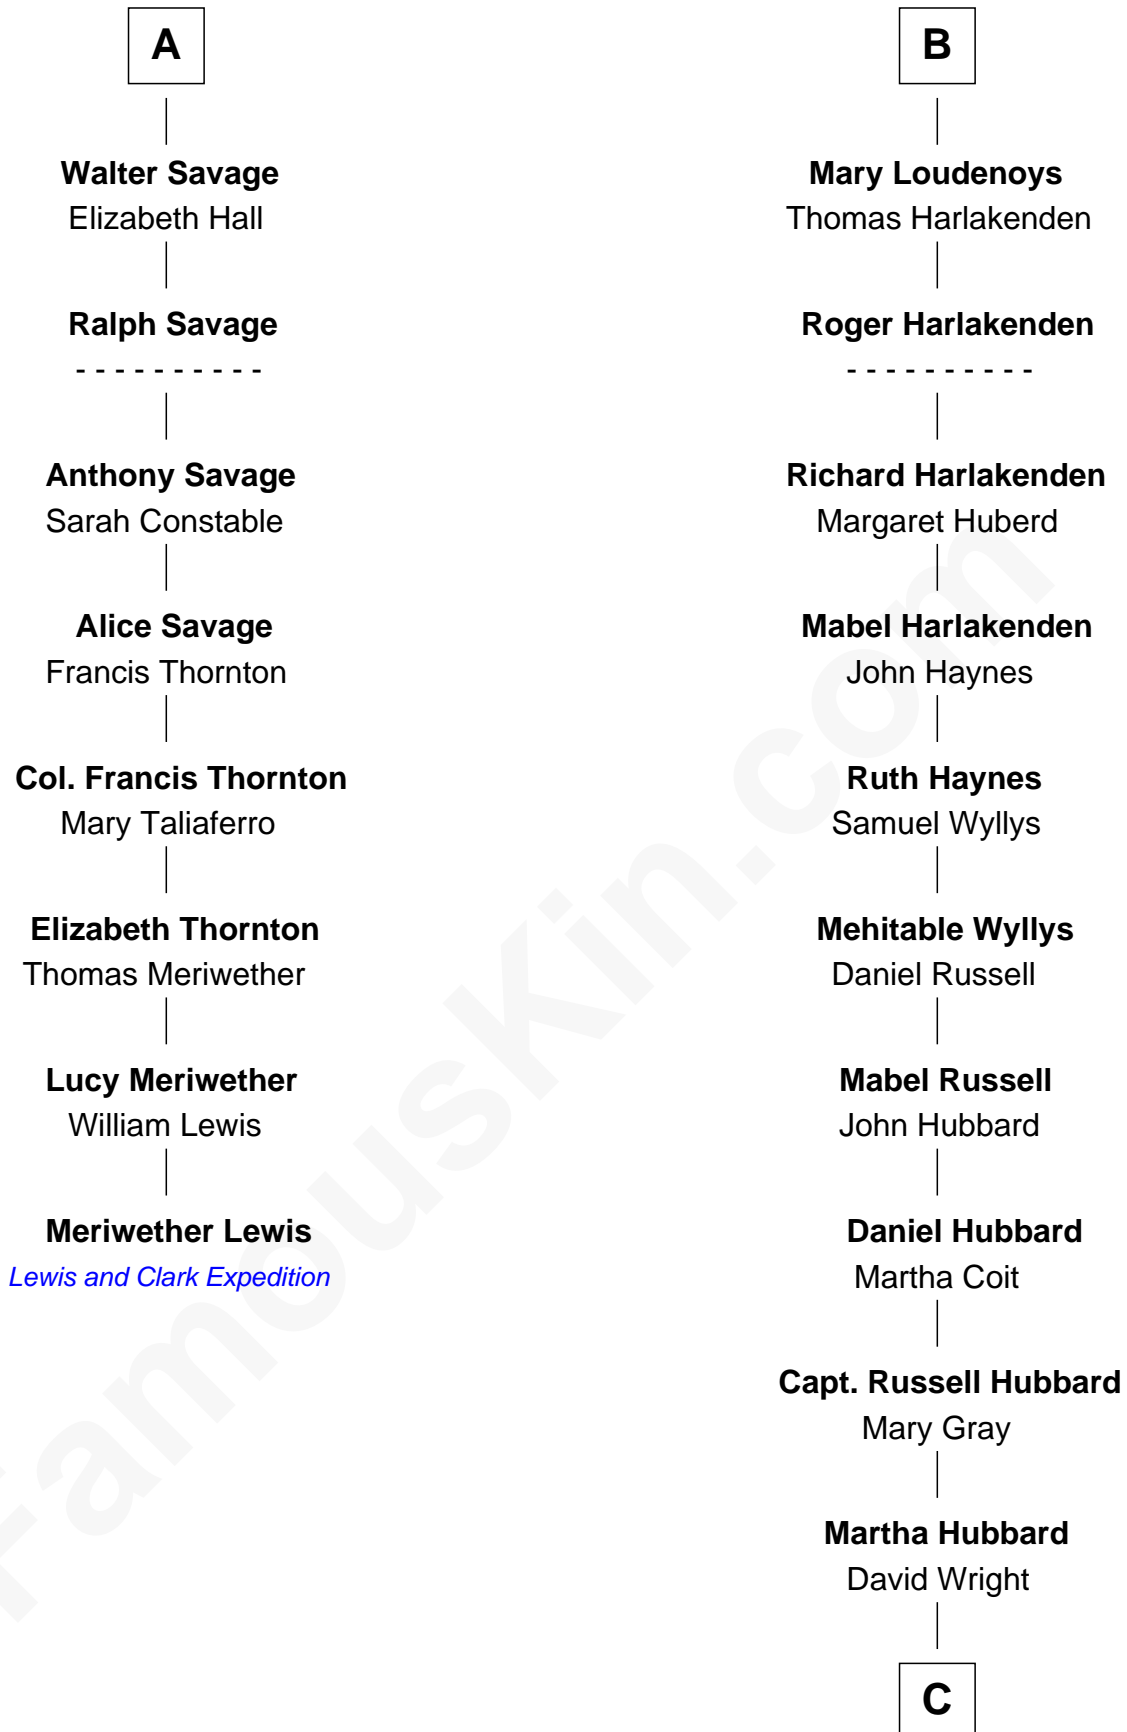 A
Walter Savage
Elizabeth Hall
Ralph Savage
- - - - - - - - - -
Anthony Savage
Sarah Constable
Alice Savage
Francis Thornton
Col. Francis Thornton
Mary Taliaferro
Elizabeth Thornton
Thomas Meriwether
Lucy Meriwether
William Lewis
Meriwether Lewis
Lewis and Clark Expedition
B
Mary Loudenoys
Thomas Harlakenden
Roger Harlakenden
- - - - - - - - - -
Richard Harlakenden
Margaret Huberd
Mabel Harlakenden
John Haynes
Ruth Haynes
Samuel Wyllys
Mehitable Wyllys
Daniel Russell
Mabel Russell
John Hubbard
Daniel Hubbard
Martha Coit
Capt. Russell Hubbard
Mary Gray
Martha Hubbard
David Wright
C
FamousKin.com